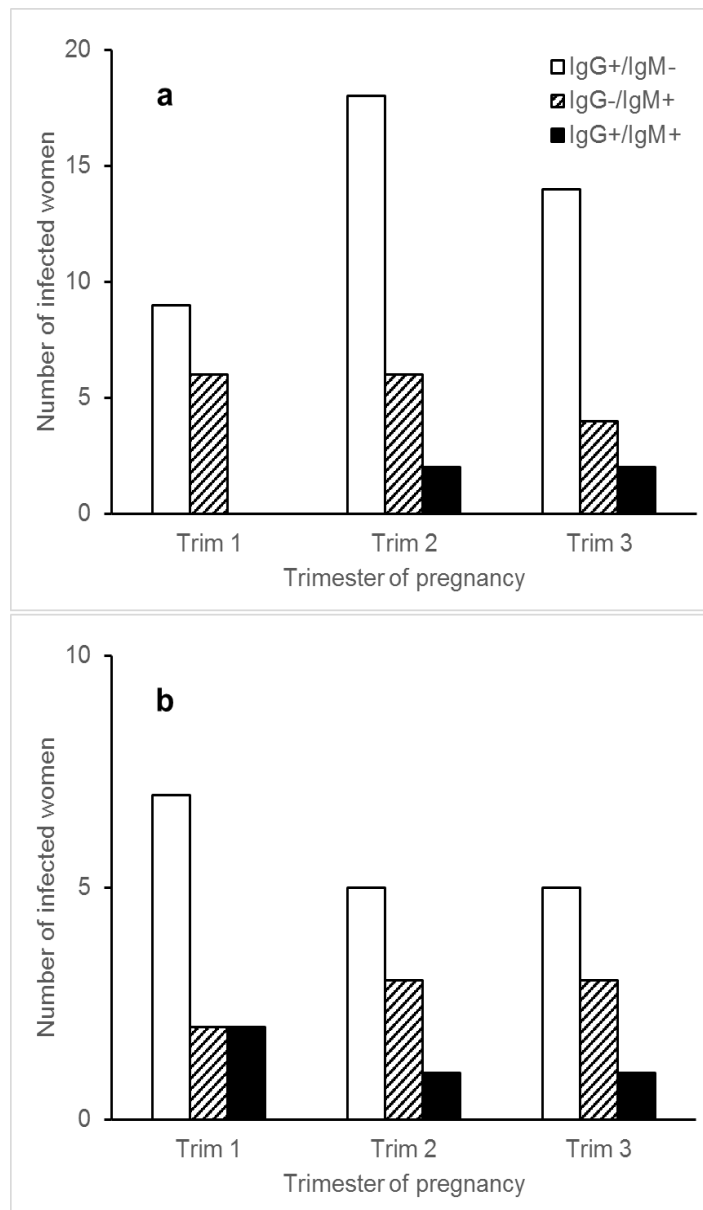 a
IgG+/IgM-
IgG-/IgM+
IgG+/IgM+
Number of infected women
20
15
10
5
0
Trim 1 Trim 2 Trim 3
Trimester of pregnancy
b
Number of infected women
10
5
0
Trim 1 Trim 2 Trim 3
Trimester of pregnancy